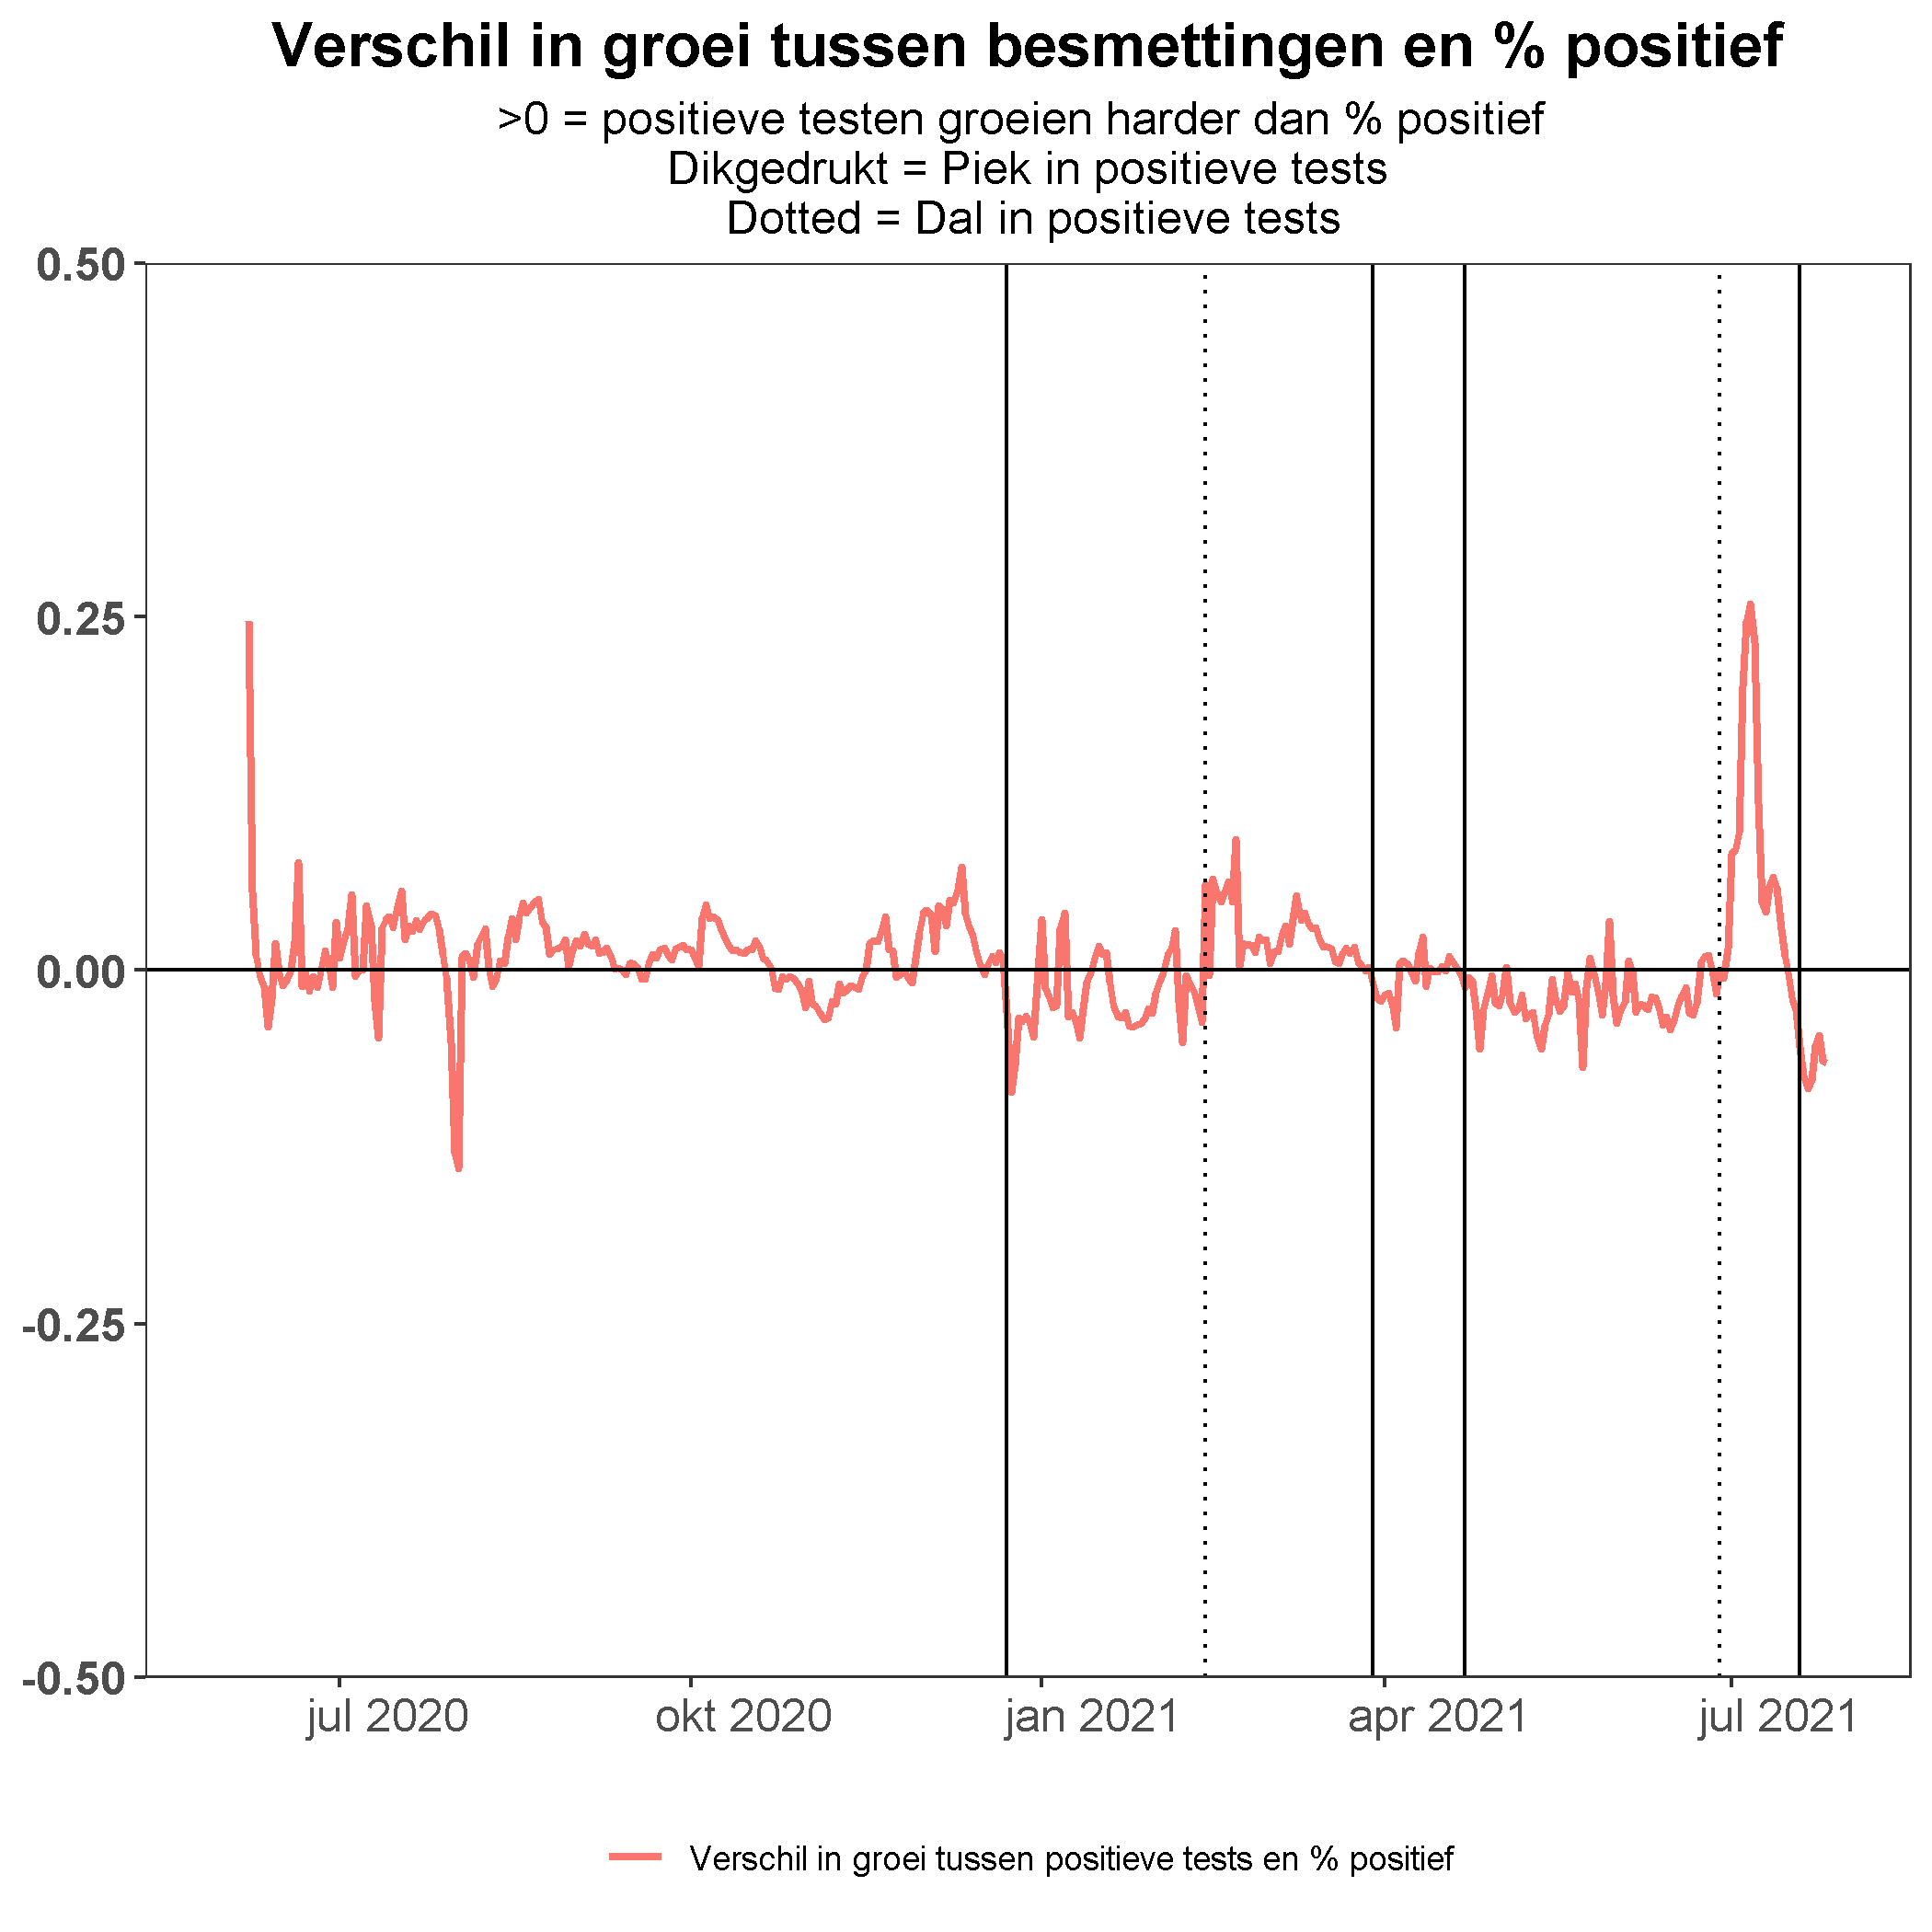 Verschil in groei tussen besmettingen en % positief
>0 = positieve testen groeien harder dan % positief
Dikgedrukt = Piek in positieve tests
Dotted = Dal in positieve tests
0.50
0.25
0.00
-0.25
-0.50
jul 2020 okt 2020 jan 2021 apr 2021 jul 2021
Verschil in groei tussen positieve tests en % positief